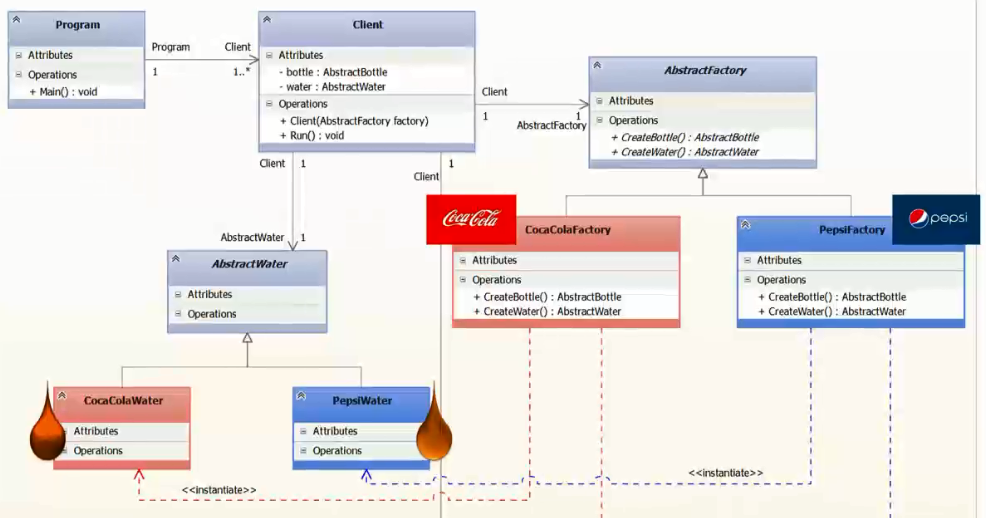 Program
Attributes
Operations
+ Main() : void
Program
Client
1
1..*
Client
Attributes
- bottle : AbstractBottle
- water : AbstractWater
Operations
+ Client(AbstractFactory factory)
+ Run() : void
Client
1
1
AbstractFactory
AbstractFactory
Attributes
Operations
+ CreateBottle() : AbstractBottle
+ CreateWater() : AbstractWater
Client
1
1
Client
AbstractWater
1
AbstractWater
Attributes
Operations
Coca-Cola
CocaColaFactory
Attributes
Operations
+ CreateBottle() : AbstractBottle
+ CreateWater() : AbstractWater
PepsiFactory
pepsi
Attributes
Operations
+ CreateBottle() : AbstractBottle
+ CreateWater() : AbstractWater
CocaColaWater
Attributes
Operations
PepsiWater
Attributes
Operations
<<instantiate>>
<<instantiate>>